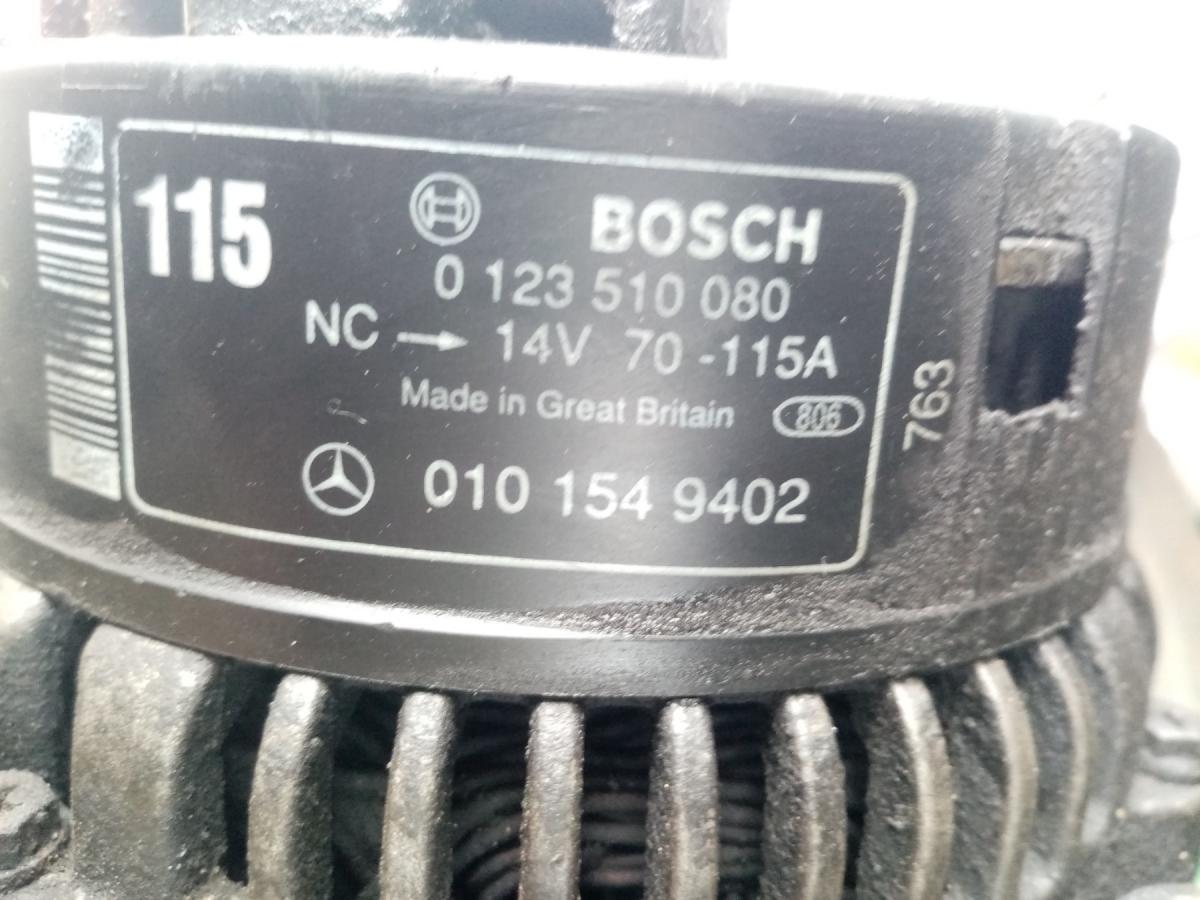 115
BOSCH
0 123 510 080
NC → 14V 70-115A
Made in Great Britain 806
010 154 9402
763